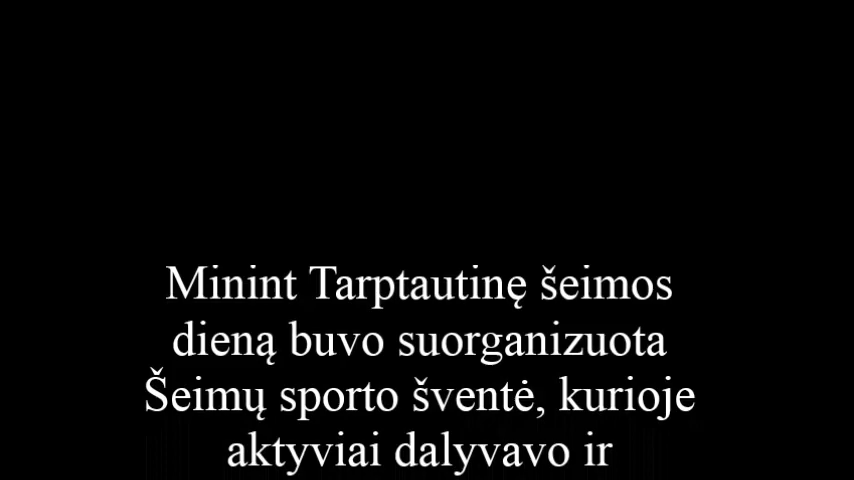 Minint Tarptautinę šeimos
dieną buvo suorganizuota
Šeimų sporto šventė, kurioje
aktyviai dalyvavo ir